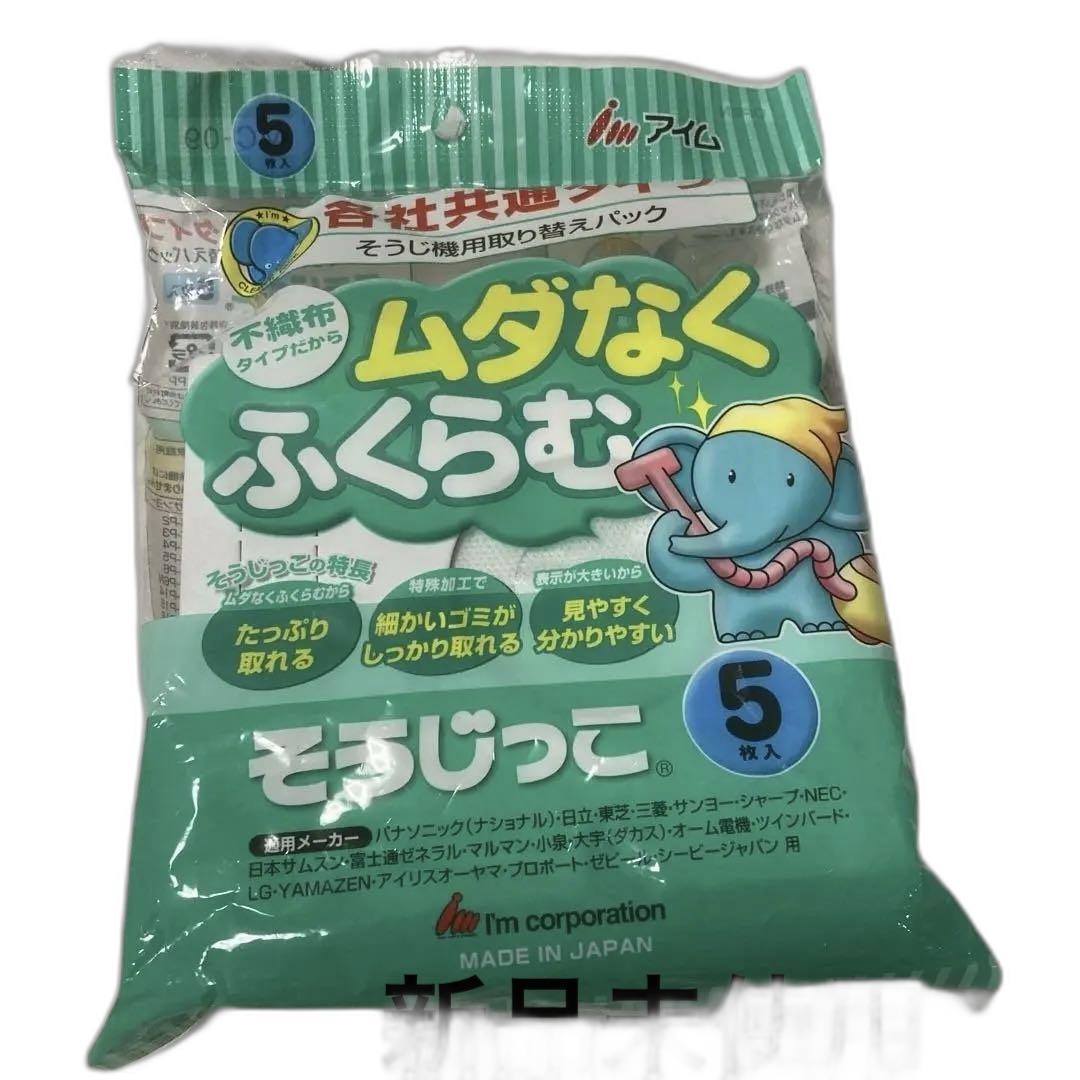 5
枚入
im アイム
各社共通タイプ
そうじ機用取り替えパック
★I'm★
不織布
タイプだから
ムダなく
ふくらむ
そうじっこの特長
ムダなくふくらむから
たっぷり
取れる
特殊加工で
細かいゴミが
しっかり取れる
表示が大きいから
見やすく
分かりやすい
そうじっこ®
5
枚入
適用メーカー パナソニック(ナショナル)・日立・東芝・三菱・サンヨー・シャープ・NEC・
日本サムスン・富士通ゼネラル・マルマン・小泉・大宇(ダカス)・オーム電機・ツインバード・
LG・YAMAZEN・アイリスオーヤマ・プロポート・ゼピール・シービージャパン 用
im I'm corporation
MADE IN JAPAN
新品未使用